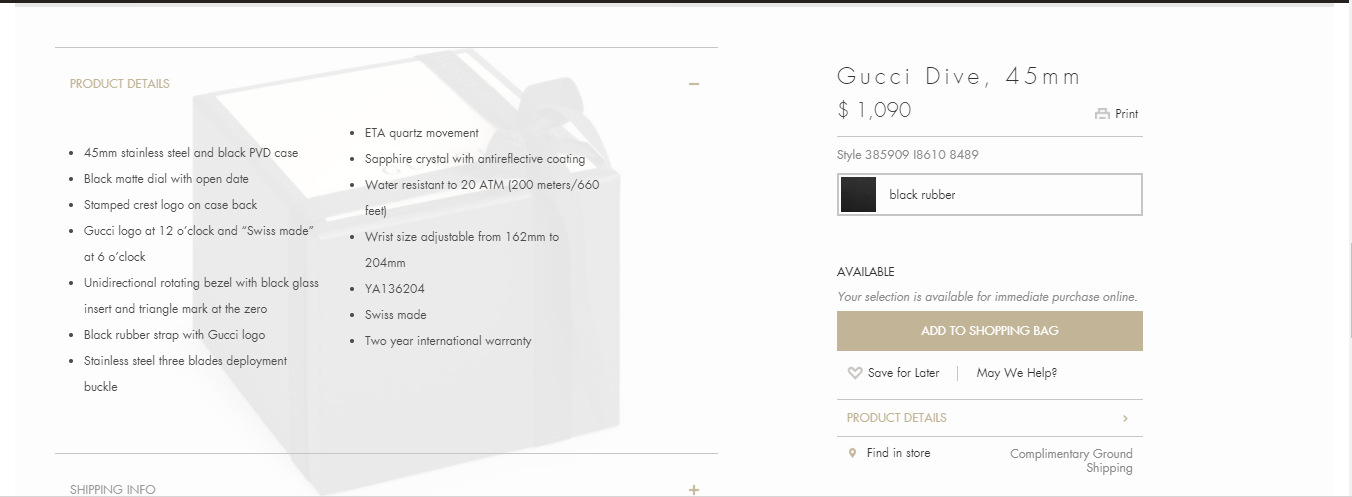 PRODUCT DETAILS
45mm stainless steel and black PVD case
Black matte dial with open date
Stamped crest logo on case back
Gucci logo at 12 o'clock and “Swiss made”
at 6 o'clock
Unidirectional rotating bezel with black glass
insert and triangle mark at the zero
Black rubber strap with Gucci logo
Stainless steel three blades deployment
buckle
ETA quartz movement
Sapphire crystal with antireflective coating
Water resistant to 20 ATM (200 meters/660
feet)
Wrist size adjustable from 162mm to
204mm
YA136204
Swiss made
Two year international warranty
SHIPPING INFO
Gucci Dive, 45mm
$ 1,090
Print
Style 385909 I8610 8489
black rubber
AVAILABLE
Your selection is available for immediate purchase online.
ADD TO SHOPPING BAG
Save for Later
May We Help?
PRODUCT DETAILS
Find in store
Complimentary Ground
Shipping